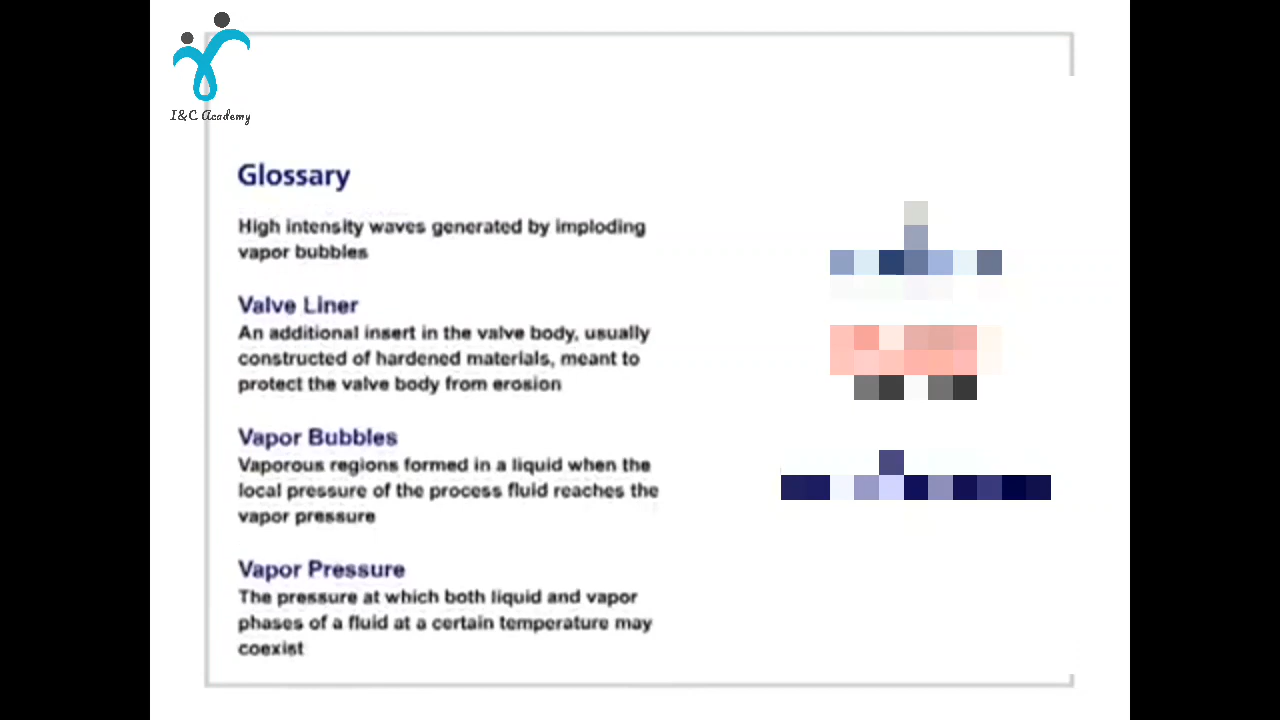 I&C Academy
Glossary
High intensity waves generated by imploding
vapor bubbles
Valve Liner
An additional insert in the valve body, usually
constructed of hardened materials, meant to
protect the valve body from erosion
Vapor Bubbles
Vaporous regions formed in a liquid when the
local pressure of the process fluid reaches the
vapor pressure
Vapor Pressure
The pressure at which both liquid and vapor
phases of a fluid at a certain temperature may
coexist